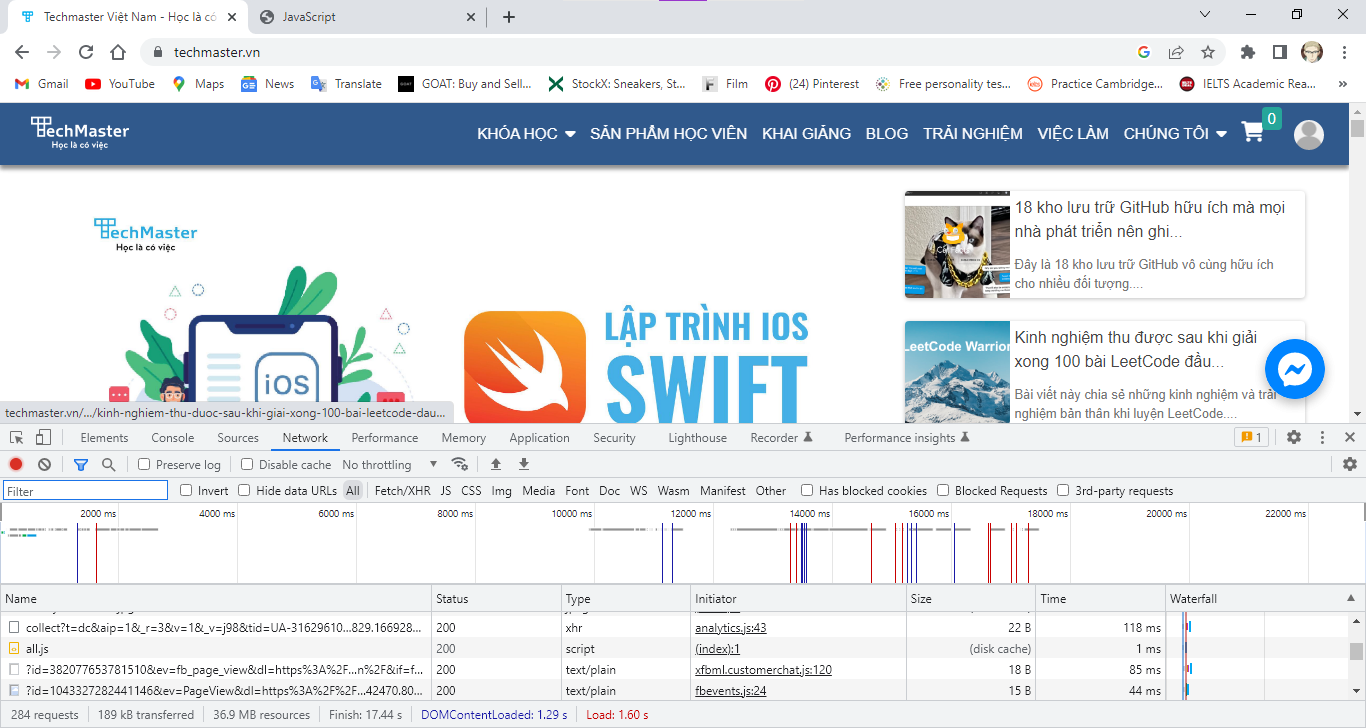 Techmaster Việt Nam - Học là có
JavaScript
techmaster.vn
Gmail YouTube Maps News Translate GOAT: Buy and Sell... StockX: Sneakers, St... Film (24) Pinterest Free personality tes... Practice Cambridge... IELTS Academic Rea... »
TechMaster
Học là có việc
KHÓA HỌC SẢN PHẨM HỌC VIÊN KHAI GIẢNG BLOG TRẢI NGHIỆM VIỆC LÀM CHÚNG TÔI 0
TechMaster
Học là có việc
iOS
LẬP TRÌNH IOS
SWIFT
18 kho lưu trữ GitHub hữu ích mà mọi
nhà phát triển nên ghi...
Đây là 18 kho lưu trữ GitHub vô cùng hữu ích
cho nhiều đối tượng....
LeetCode Warrior
Kinh nghiệm thu được sau khi giải
xong 100 bài LeetCode đầu...
Bài viết này chia sẻ những kinh nghiệm và trải
nghiệm bản thân khi luyện LeetCode....
techmaster.vn/.../kinh-nghiem-thu-duoc-sau-khi-giai-xong-100-bai-leetcode-dau...
Elements Console Sources Network Performance Memory Application Security Lighthouse Recorder Performance insights 1
Preserve log Disable cache No throttling
Filter Invert Hide data URLs All Fetch/XHR JS CSS Img Media Font Doc WS Wasm Manifest Other Has blocked cookies Blocked Requests 3rd-party requests
2000 ms 4000 ms 6000 ms 8000 ms 10000 ms 12000 ms 14000 ms 16000 ms 18000 ms 20000 ms 22000 ms
Name Status Type Initiator Size Time Waterfall
collect?t=dc&aip=1&_r=3&v=1&_v=j98&tid=UA-31629610...829.166928... 200 xhr analytics.js:43 22 B 118 ms
all.js 200 script (index):1 (disk cache) 1 ms
?id=382077653781510&ev=fb_page_view&dl=https%3A%2F...n%2F&if=f... 200 text/plain xfbml.customerchat.js:120 18 B 85 ms
?id=1043327282441146&ev=PageView&dl=https%3A%2F%2F...42470.80... 200 text/plain fbevents.js:24 15 B 44 ms
284 requests 189 kB transferred 36.9 MB resources Finish: 17.44 s DOMContentLoaded: 1.29 s Load: 1.60 s